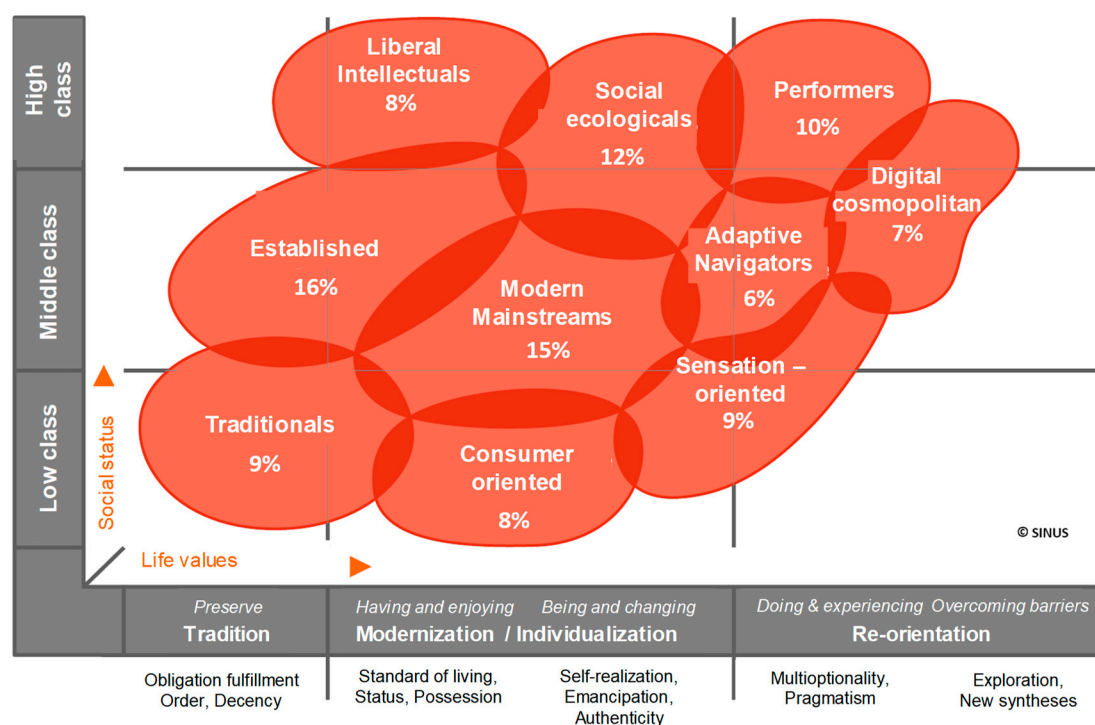 High
class
Middle class
Low class
Social status
Life values
Liberal
Intellectuals
8%
Social
ecologicals
12%
Performers
10%
Digital
cosmopolitan
7%
Established
16%
Modern
Mainstreams
15%
Adaptive
Navigators
6%
Sensation –
oriented
9%
Traditionals
9%
Consumer
oriented
8%
© SINUS
Preserve
Tradition
Having and enjoying Being and changing
Modernization / Individualization
Doing & experiencing Overcoming barriers
Re-orientation
Obligation fulfillment
Order, Decency
Standard of living,
Status, Possession
Self-realization,
Emancipation,
Authenticity
Multioptionality,
Pragmatism
Exploration,
New syntheses